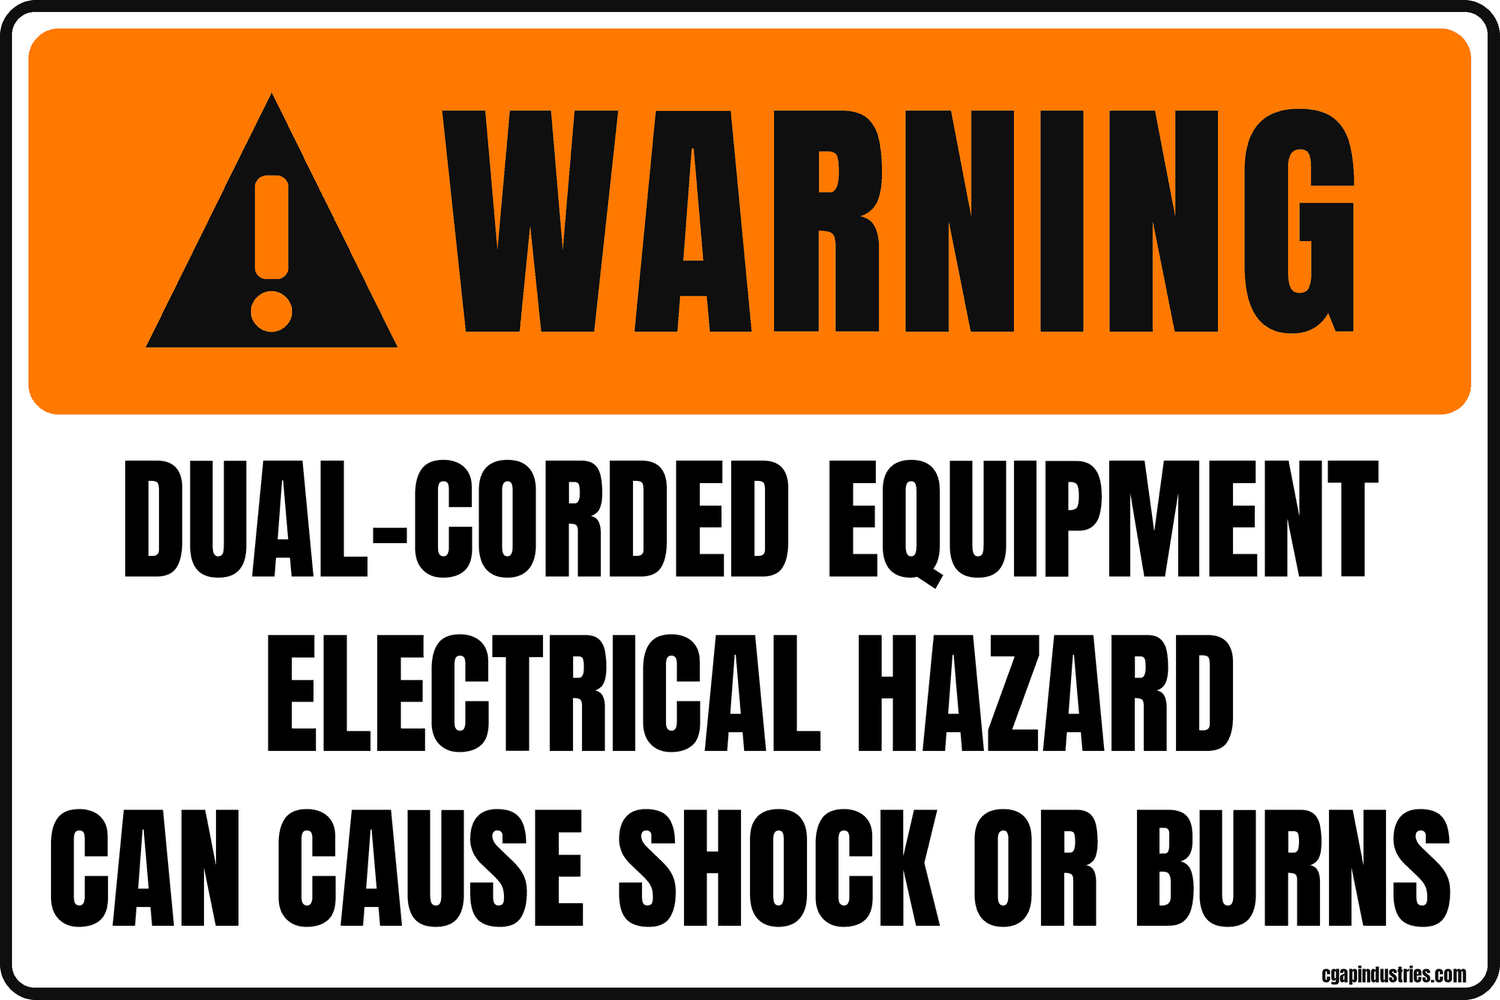 WARNING
DUAL-CORDED EQUIPMENT
ELECTRICAL HAZARD
CAN CAUSE SHOCK OR BURNS
cgapindustries.com